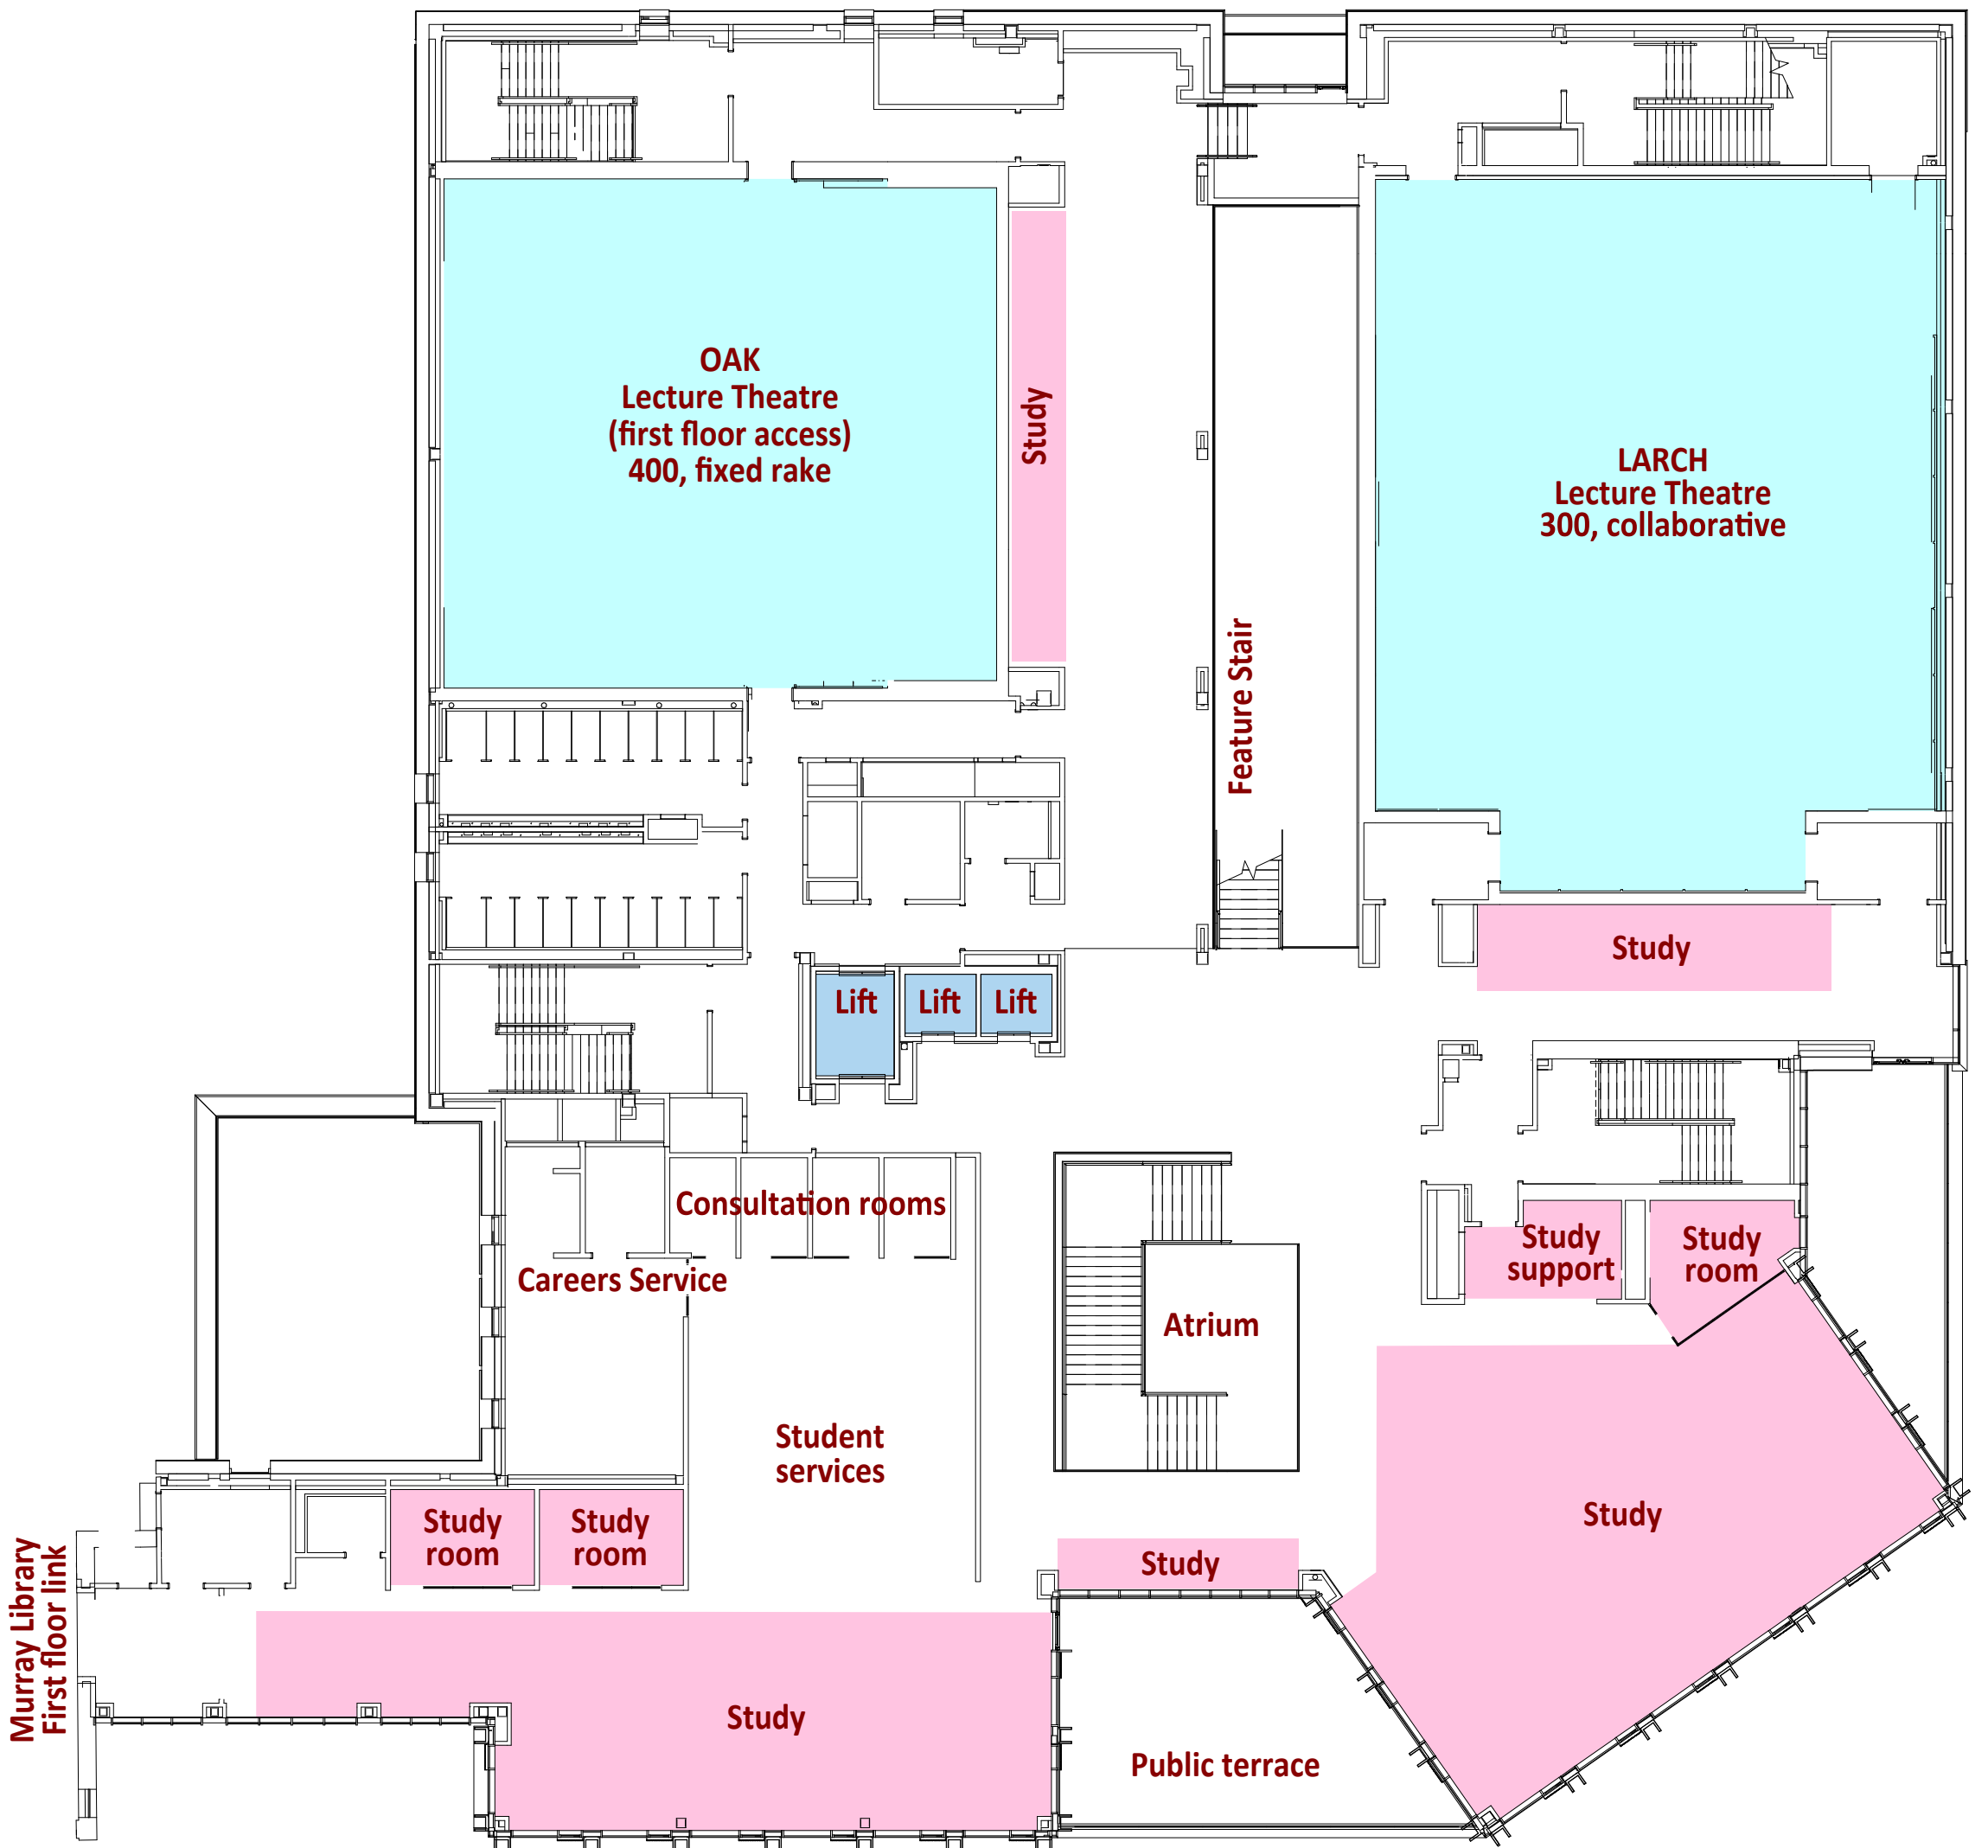 OAK
Lecture Theatre
(first floor access)
400, fixed rake
Study
LARCH
Lecture Theatre
300, collaborative
Feature Stair
Study
Lift
Lift
Lift
Consultation rooms
Careers Service
Study
support
Study
room
Atrium
Student
services
Study
Study
room
Study
room
Study
Murray Library
First floor link
Study
Public terrace